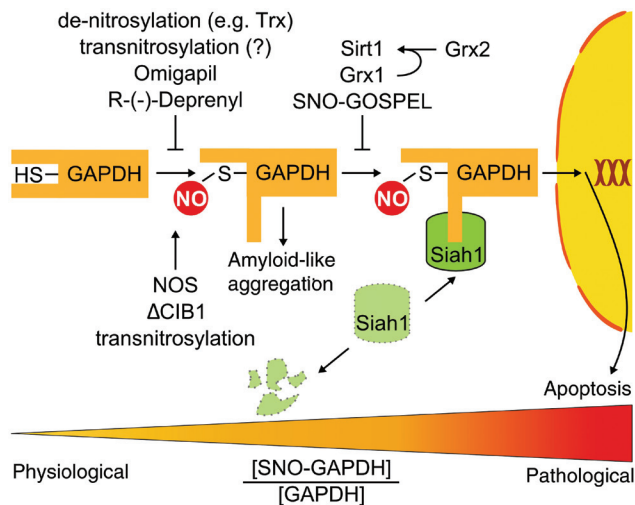 de-nitrosylation (e.g. Trx)
transnitrosylation (?)
Omigapil
R-(-)-Deprenyl
Sirt1
Grx2
Grx1
SNO-GOSPEL
HS
GAPDH
NO
S
GAPDH
NO
S
GAPDH
Siah1
NOS
ΔCIB1
transnitrosylation
Amyloid-like
aggregation
Siah1
Apoptosis
Physiological
[SNO-GAPDH]
[GAPDH]
Pathological